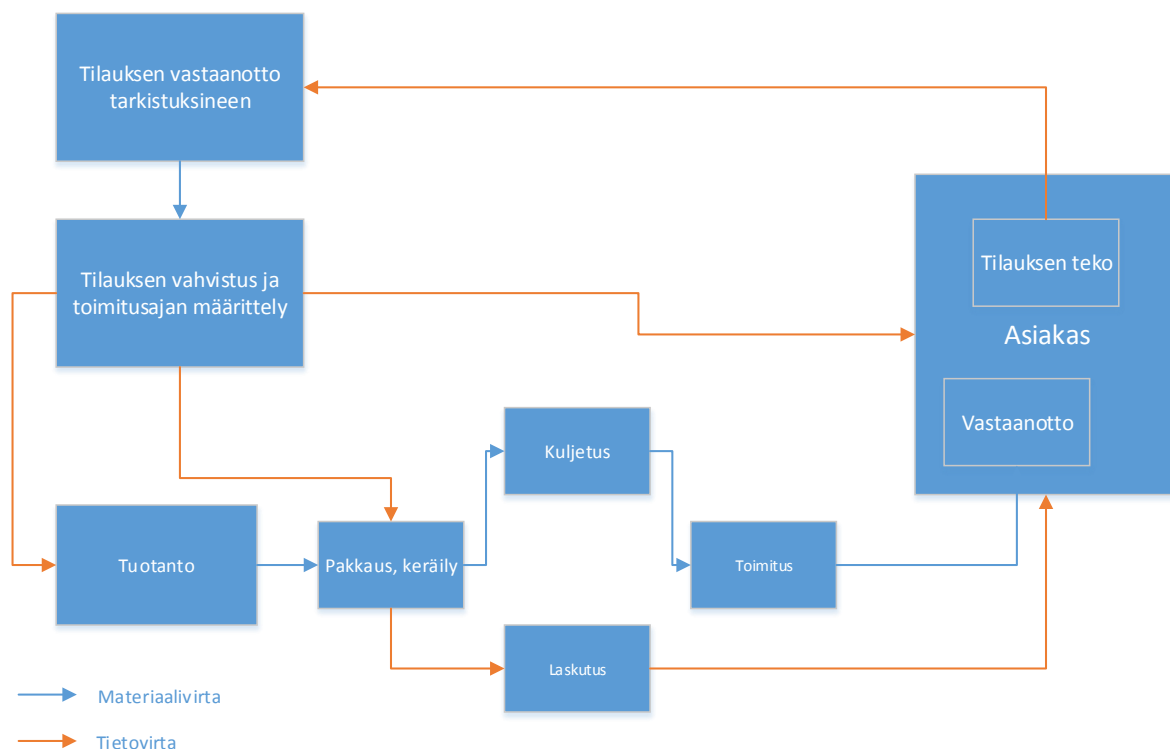 Tilauksen vastaanotto
tarkistuksineen
Tilauksen vahvistus ja
toimitusajan määrittely
Tilauksen teko
Asiakas
Vastaanotto
Kuljetus
Tuotanto
Pakkaus, keräily
Toimitus
Laskutus
Materiaalivirta
Tietovirta